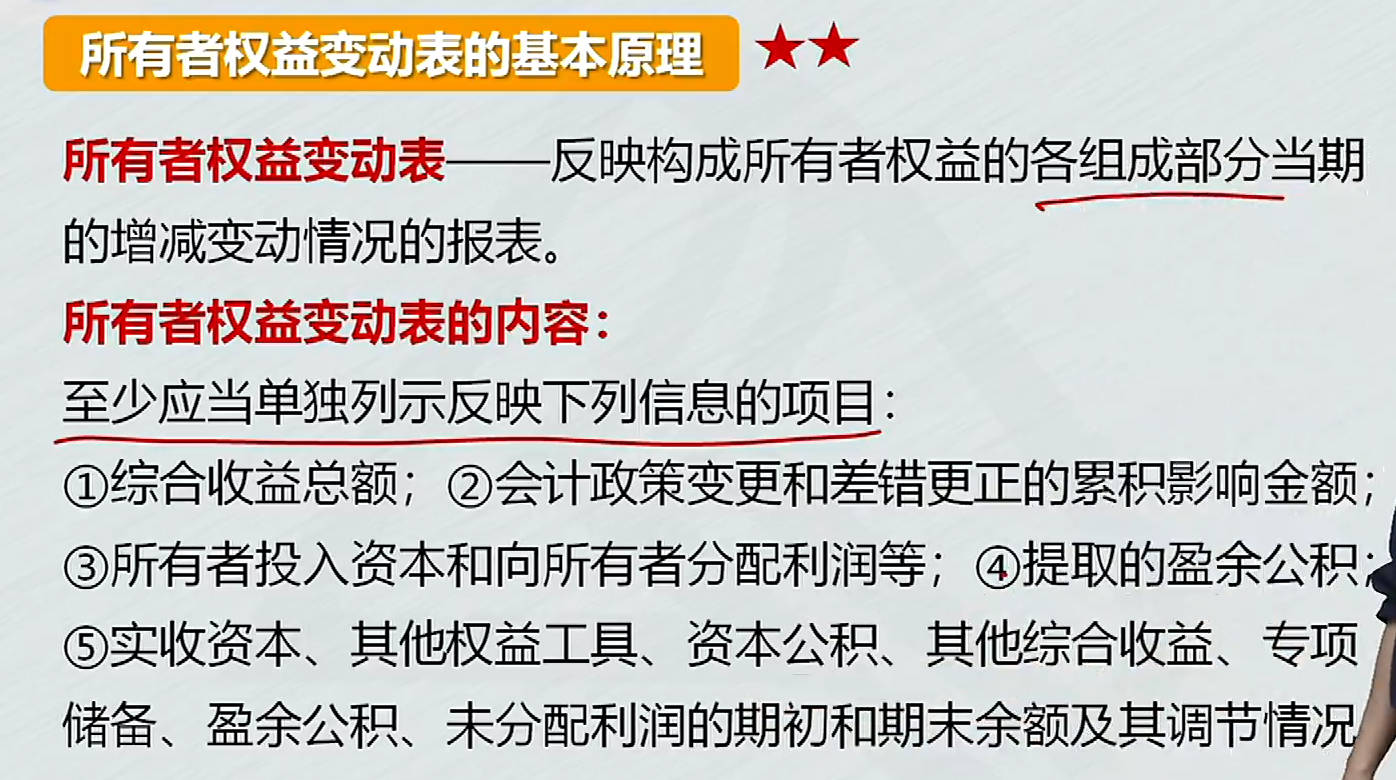 所有者权益变动表的基本原理★★
所有者权益变动表——反映构成所有者权益的各组成部分当期
的增减变动情况的报表。
所有者权益变动表的内容：
至少应当单独列示反映下列信息的项目：
①综合收益总额；②会计政策变更和差错更正的累积影响金额；
③所有者投入资本和向所有者分配利润等；④提取的盈余公积；
⑤实收资本、其他权益工具、资本公积、其他综合收益、专项
储备、盈余公积、未分配利润的期初和期末余额及其调节情况